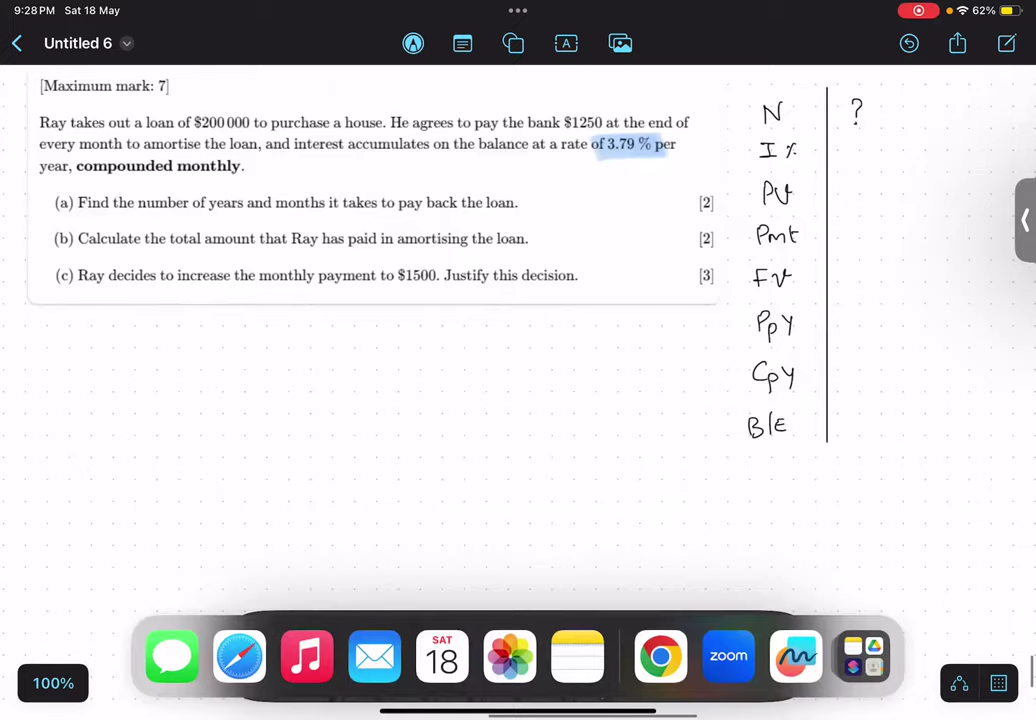 9:28 PM Sat 18 May
62%
Untitled 6
[Maximum mark: 7]
Ray takes out a loan of $200 000 to purchase a house. He agrees to pay the bank $1250 at the end of
every month to amortise the loan, and interest accumulates on the balance at a rate of 3.79 % per
year, compounded monthly.
(a) Find the number of years and months it takes to pay back the loan. [2]
(b) Calculate the total amount that Ray has paid in amortising the loan. [2]
(c) Ray decides to increase the monthly payment to $1500. Justify this decision. [3]
N ?
I %
PV
Pmt
FV
PpY
CpY
B/E
SAT
18
zoom
100%